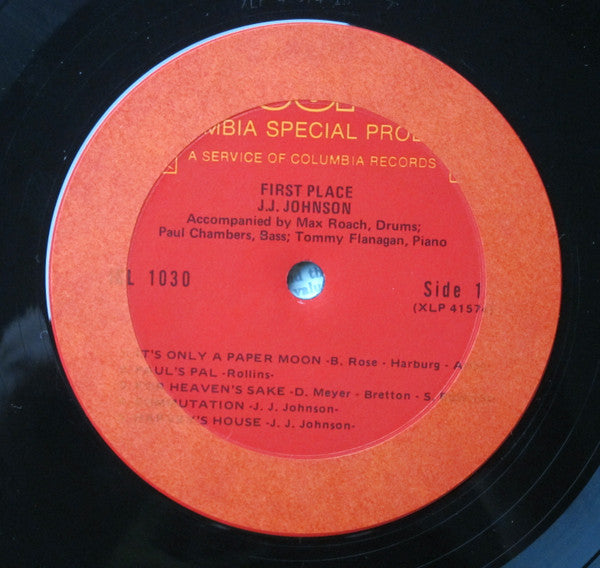 MBIA SPECIAL PROD
A SERVICE OF COLUMBIA RECORDS
FIRST PLACE
J.J. JOHNSON
Accompanied by Max Roach, Drums;
Paul Chambers, Bass; Tommy Flanagan, Piano
L 1030
Side 1
(XLP 4157
T'S ONLY A PAPER MOON -B. Rose - Harburg - A
PAUL'S PAL -Rollins-
HEAVEN'S SAKE -D. Meyer - Bretton - S.
UTATION -J. J. Johnson-
'S HOUSE -J. J. Johnson-